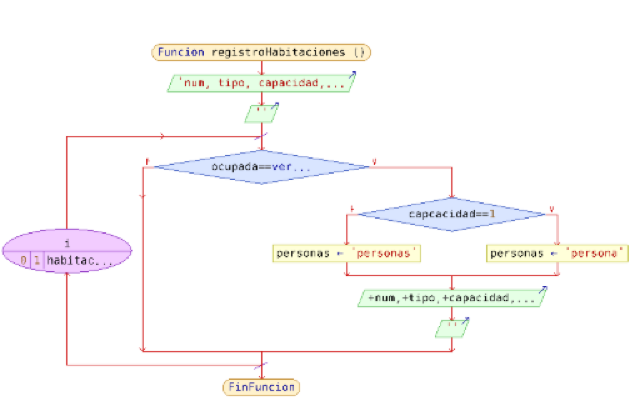 Funcion registroHabitaciones ()
'num, tipo, capacidad,...
''
F
ocupada==ver...
V
F
capcacidad==1
V
i
0 1 habitac...
personas ← 'personas'
personas ← 'persona'
+num,+tipo,+capacidad,...
''
FinFuncion